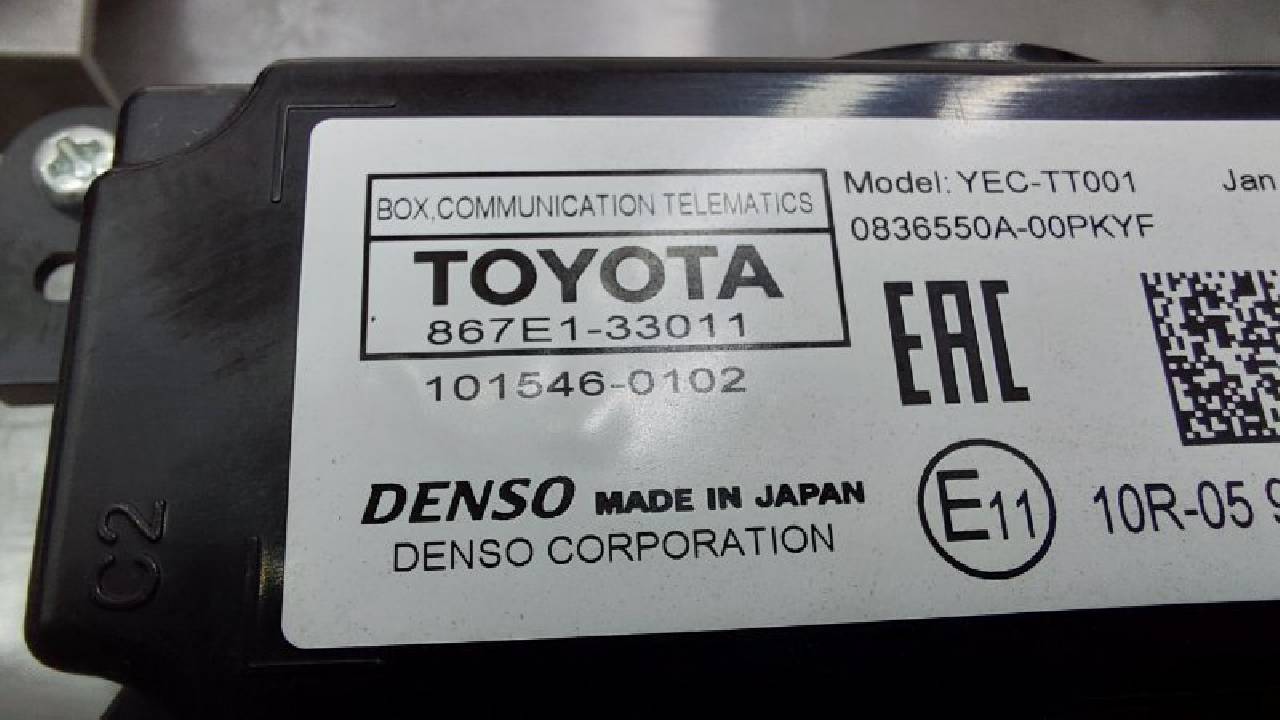 BOX,COMMUNICATION TELEMATICS
TOYOTA
867E1-33011
101546-0102
DENSO MADE IN JAPAN
DENSO CORPORATION
Model: YEC-TT001
Jan
0836550A-00PKYF
EAC
E11
10R-05 9
C2